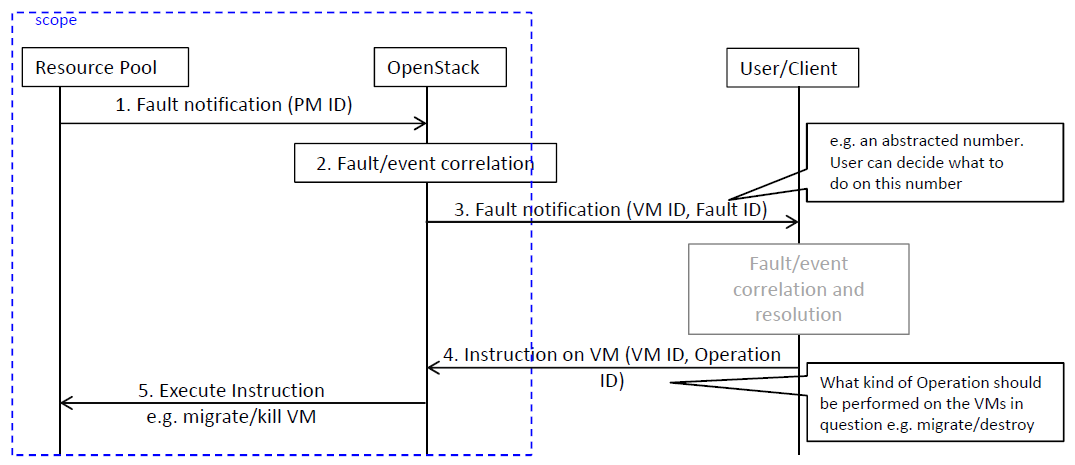 scope
Resource Pool
OpenStack
User/Client
1. Fault notification (PM ID)
e.g. an abstracted number.
User can decide what to
do on this number
2. Fault/event correlation
3. Fault notification (VM ID, Fault ID)
Fault/event
correlation and
resolution
4. Instruction on VM (VM ID, Operation
ID)
5. Execute Instruction
e.g. migrate/kill VM
What kind of Operation should
be performed on the VMs in
question e.g. migrate/destroy